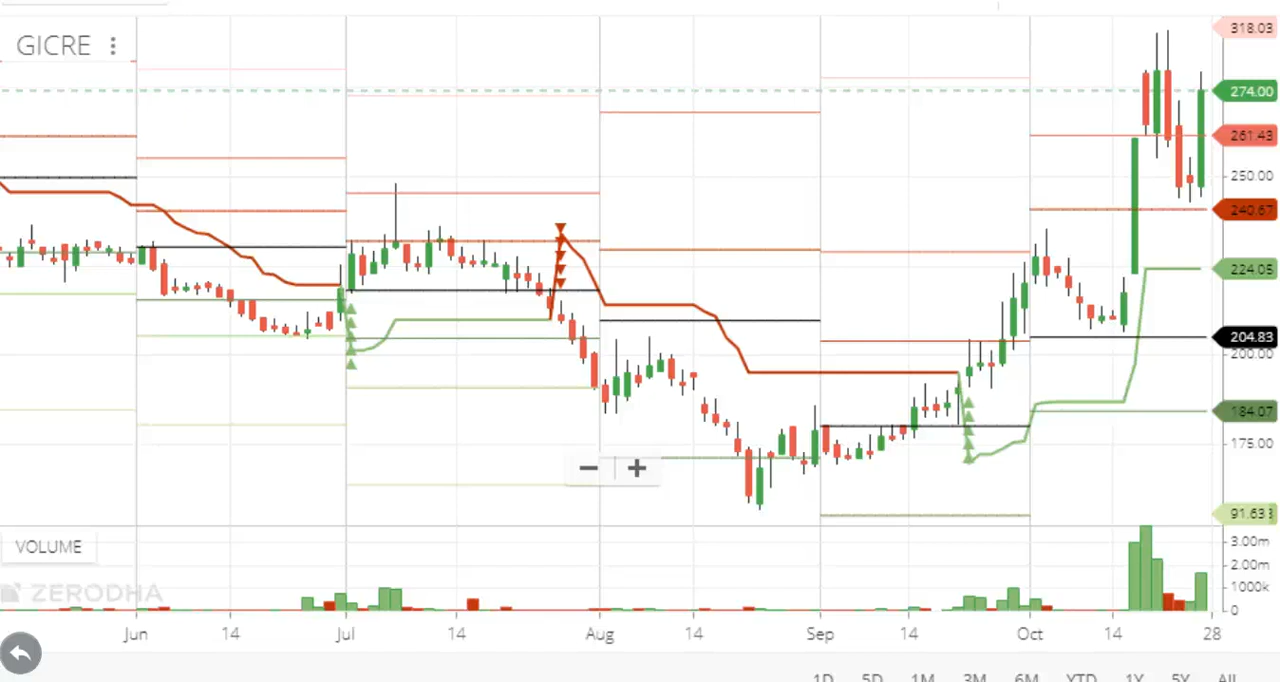 GICRE
318.03
274.00
261.43
250.00
240.67
224.05
204.83
200.00
184.07
175.00
91.63
VOLUME
3.00m
2.00m
1000k
0
ZERODHA
Jun 14 Jul 14 Aug 14 Sep 14 Oct 14 28
1D 5D 1M 3M 6M YTD 1Y 5Y All